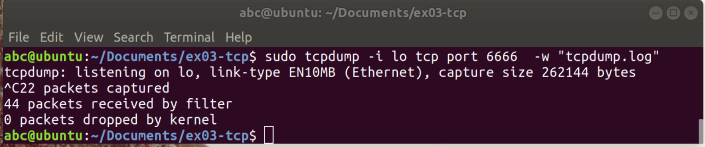 abc@ubuntu: ~/Documents/ex03-tcp
File Edit View Search Terminal Help
abc@ubuntu:~/Documents/ex03-tcp$ sudo tcpdump -i lo tcp port 6666  -w "tcpdump.log"
tcpdump: listening on lo, link-type EN10MB (Ethernet), capture size 262144 bytes
^C22 packets captured
44 packets received by filter
0 packets dropped by kernel
abc@ubuntu:~/Documents/ex03-tcp$